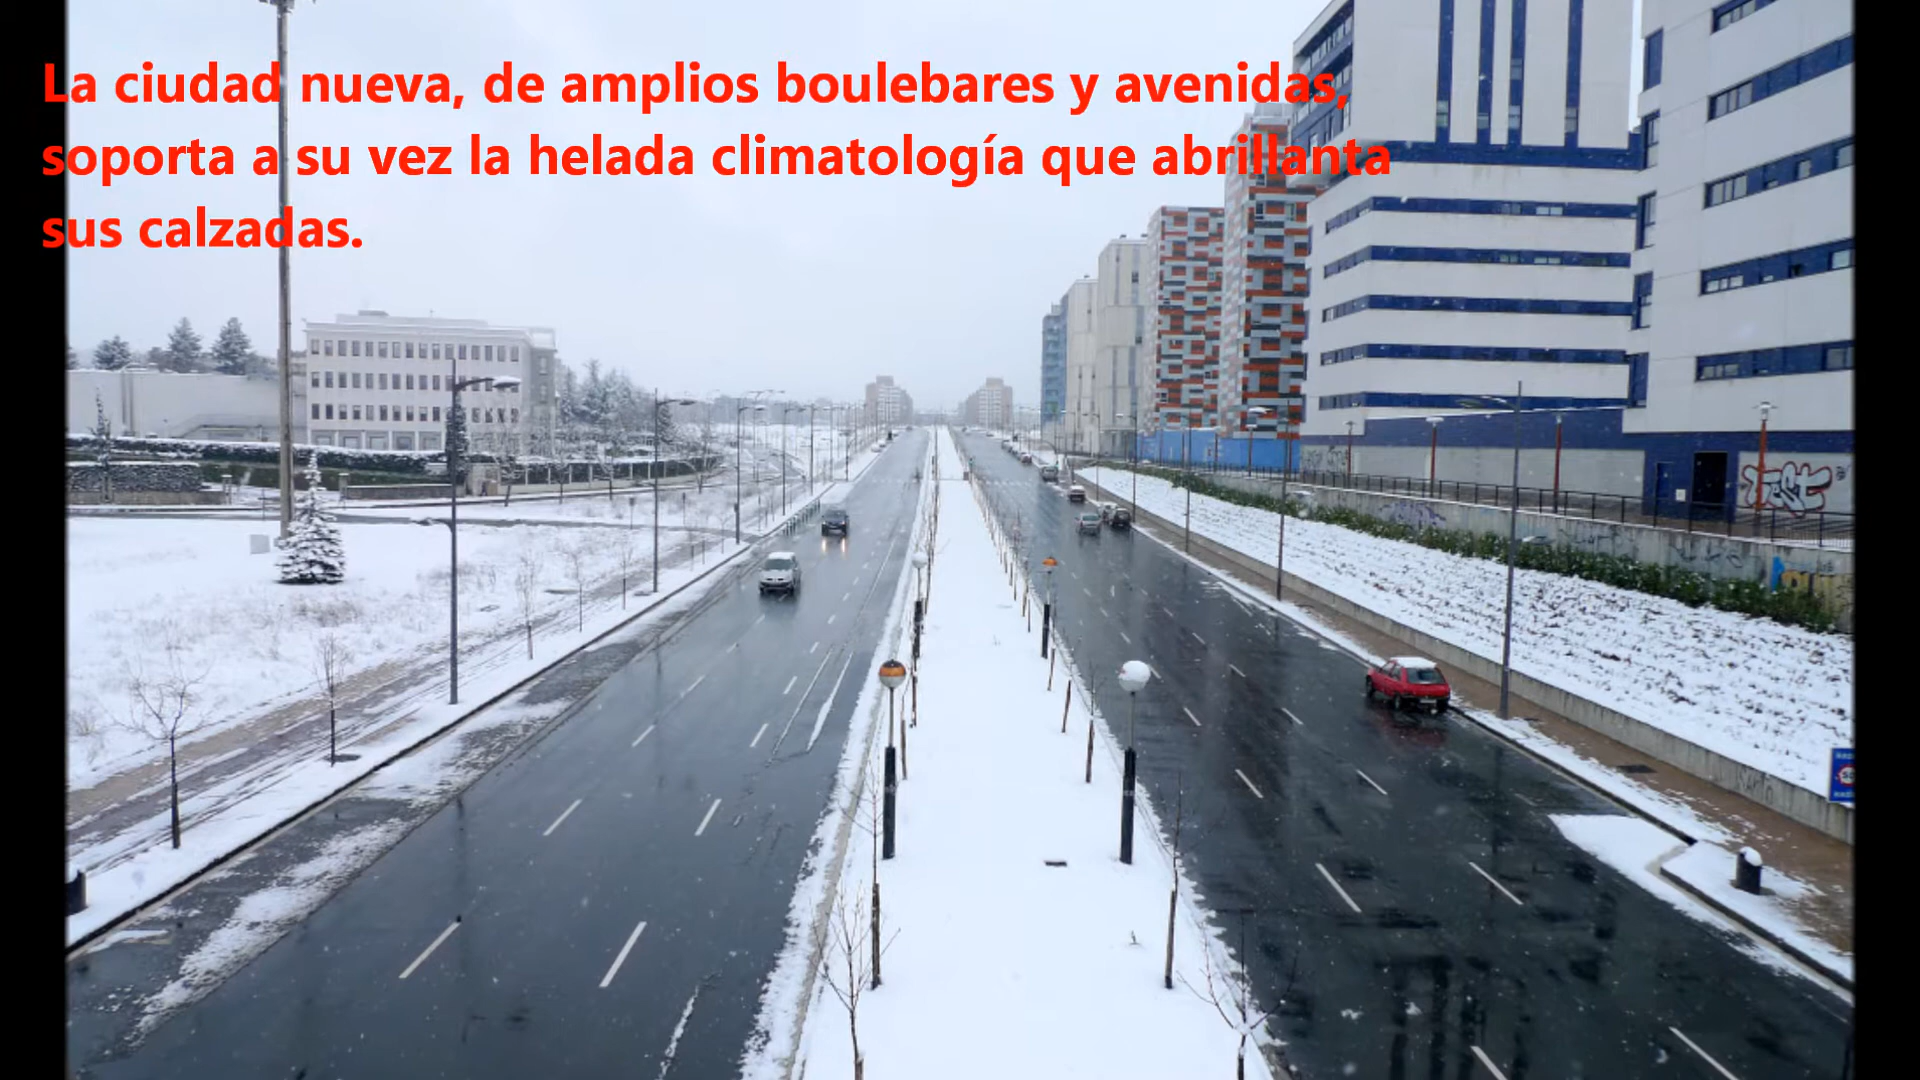 La ciudad nueva, de amplios boulebares y avenidas,
soporta a su vez la helada climatología que abrillanta
sus calzadas.